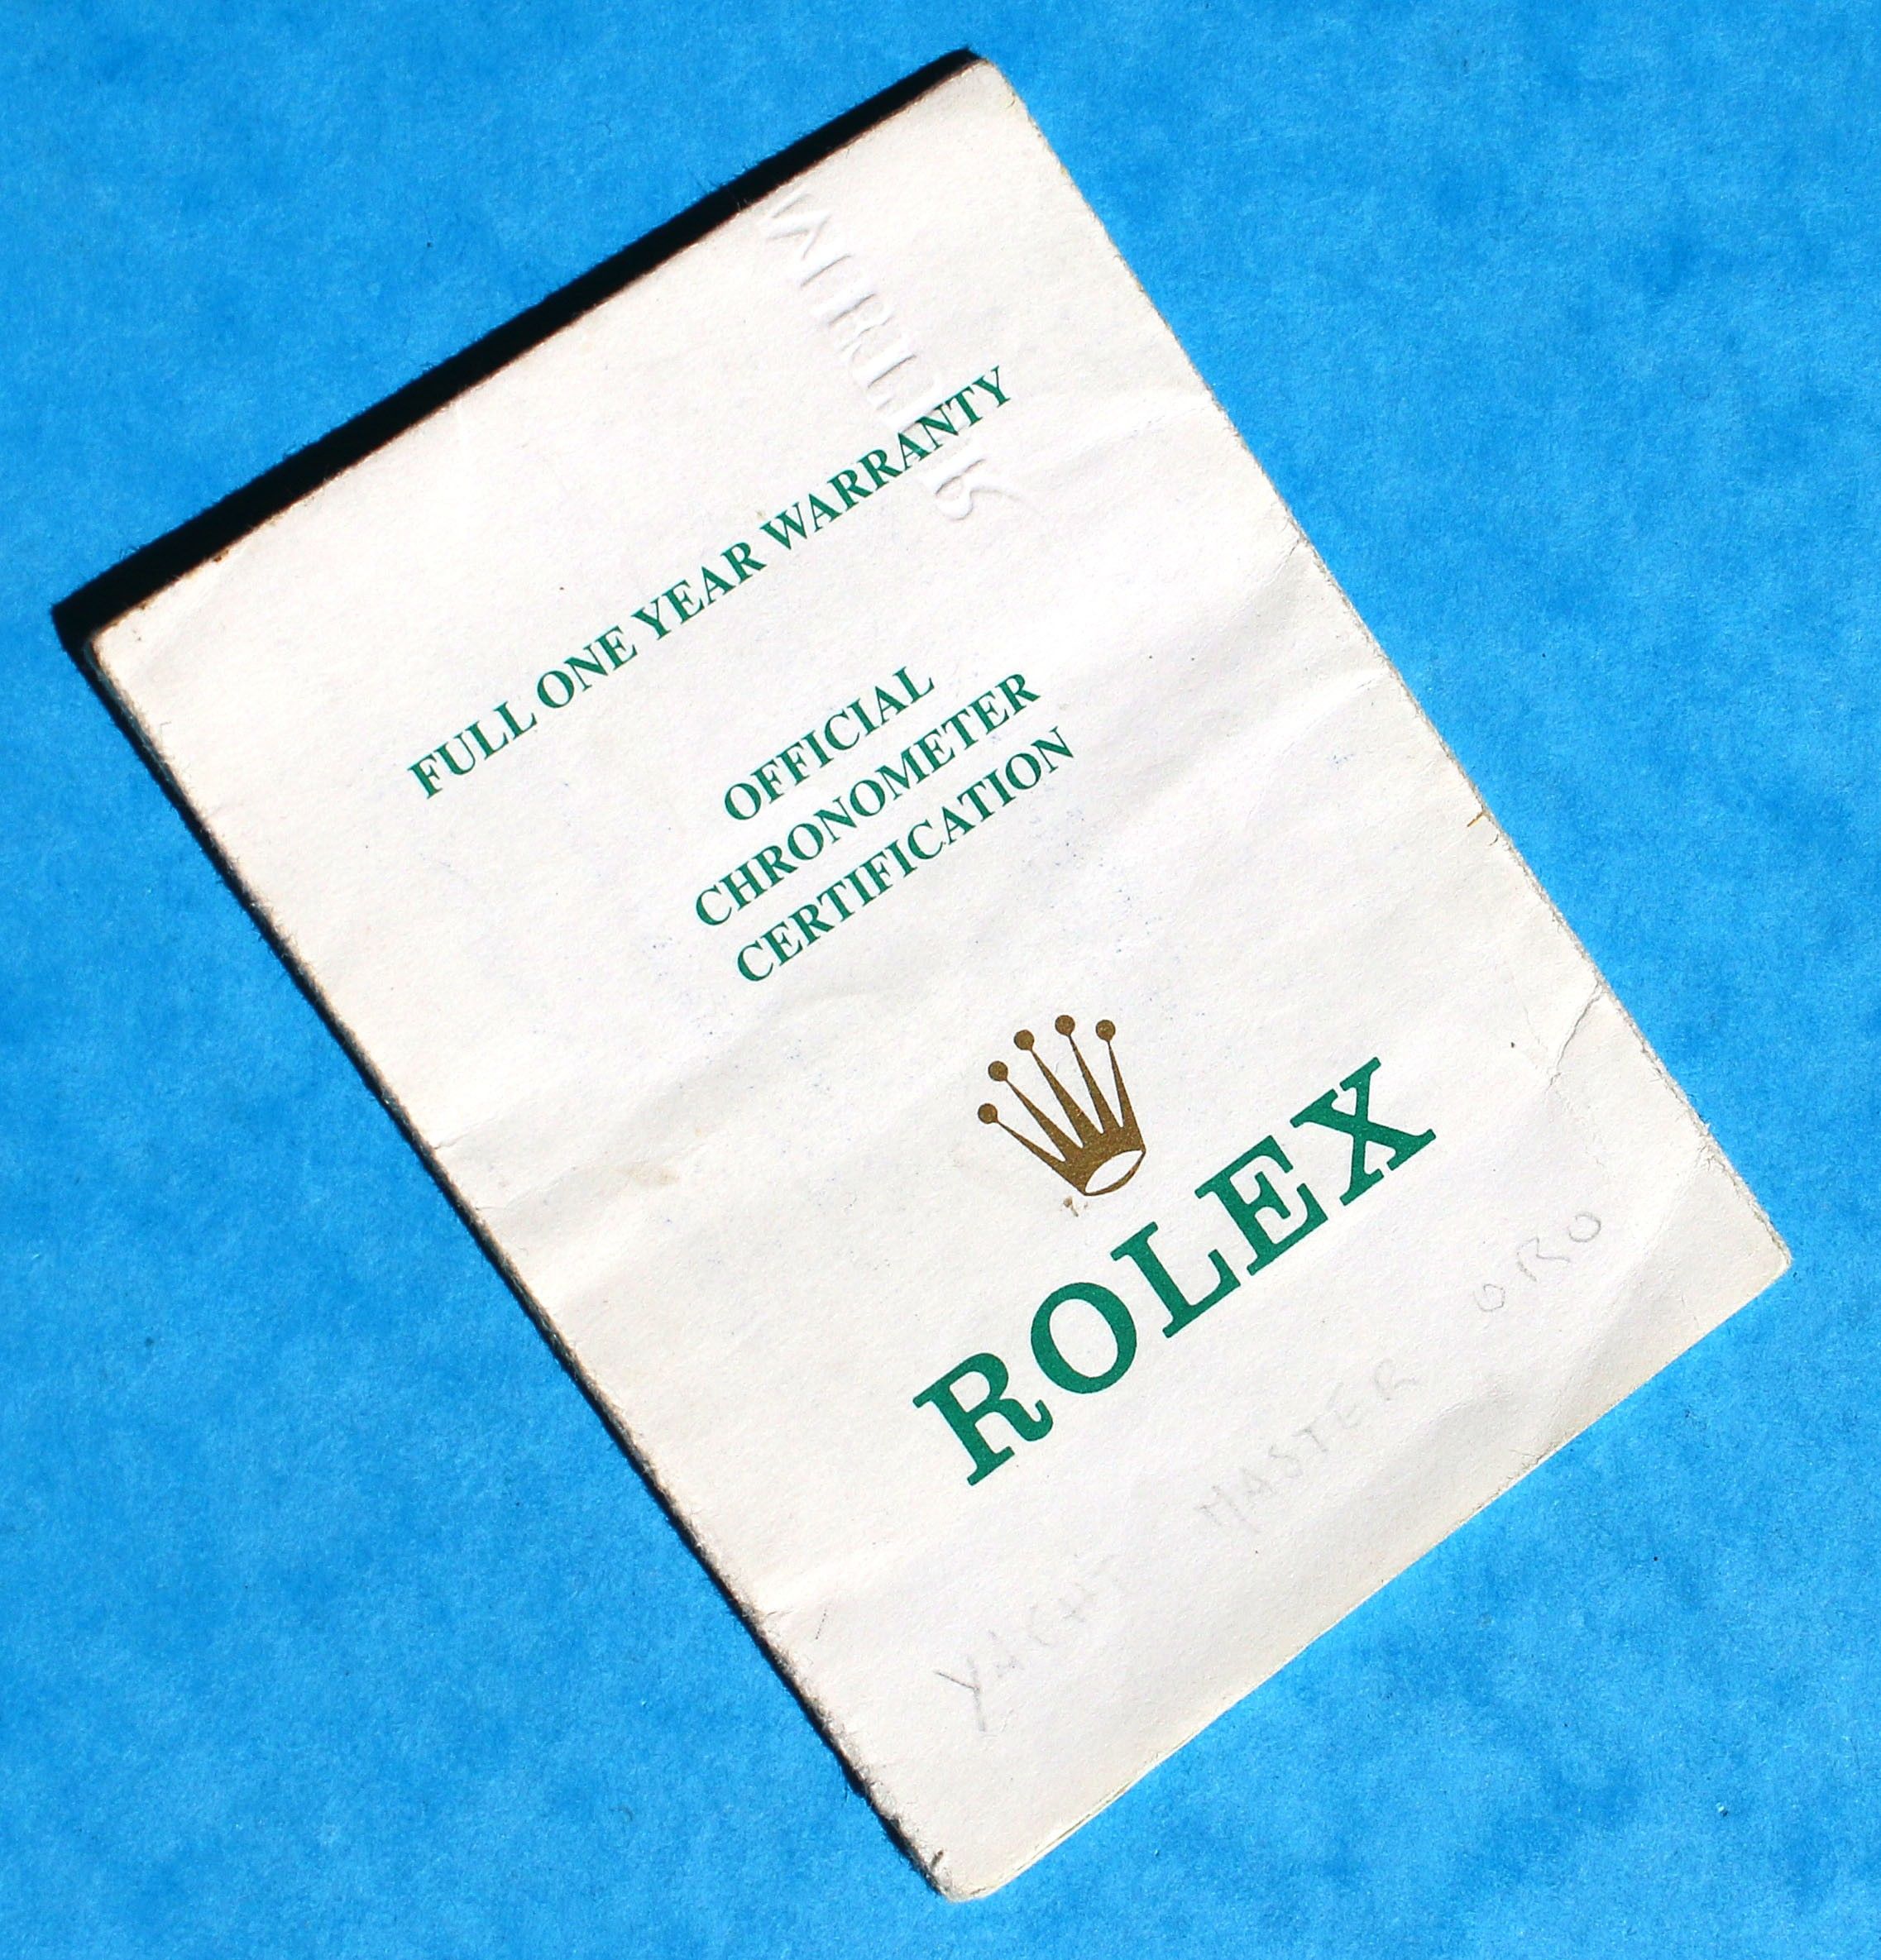 FULL ONE YEAR WARRANTY
OFFICIAL
CHRONOMETER
CERTIFICATION
ROLEX
YACHT MASTER ORO